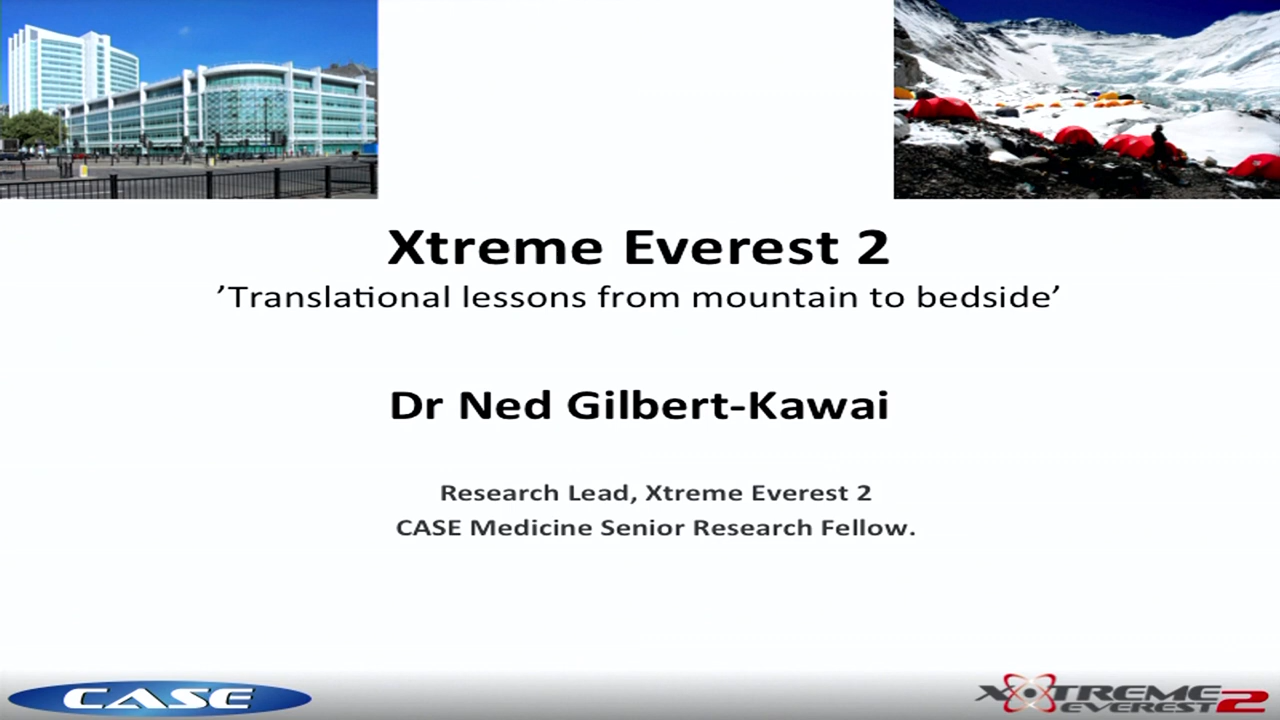 Xtreme Everest 2
’Translational lessons from mountain to bedside’
Dr Ned Gilbert-Kawai
Research Lead, Xtreme Everest 2
CASE Medicine Senior Research Fellow.
CASE
XTREME
EVEREST 2